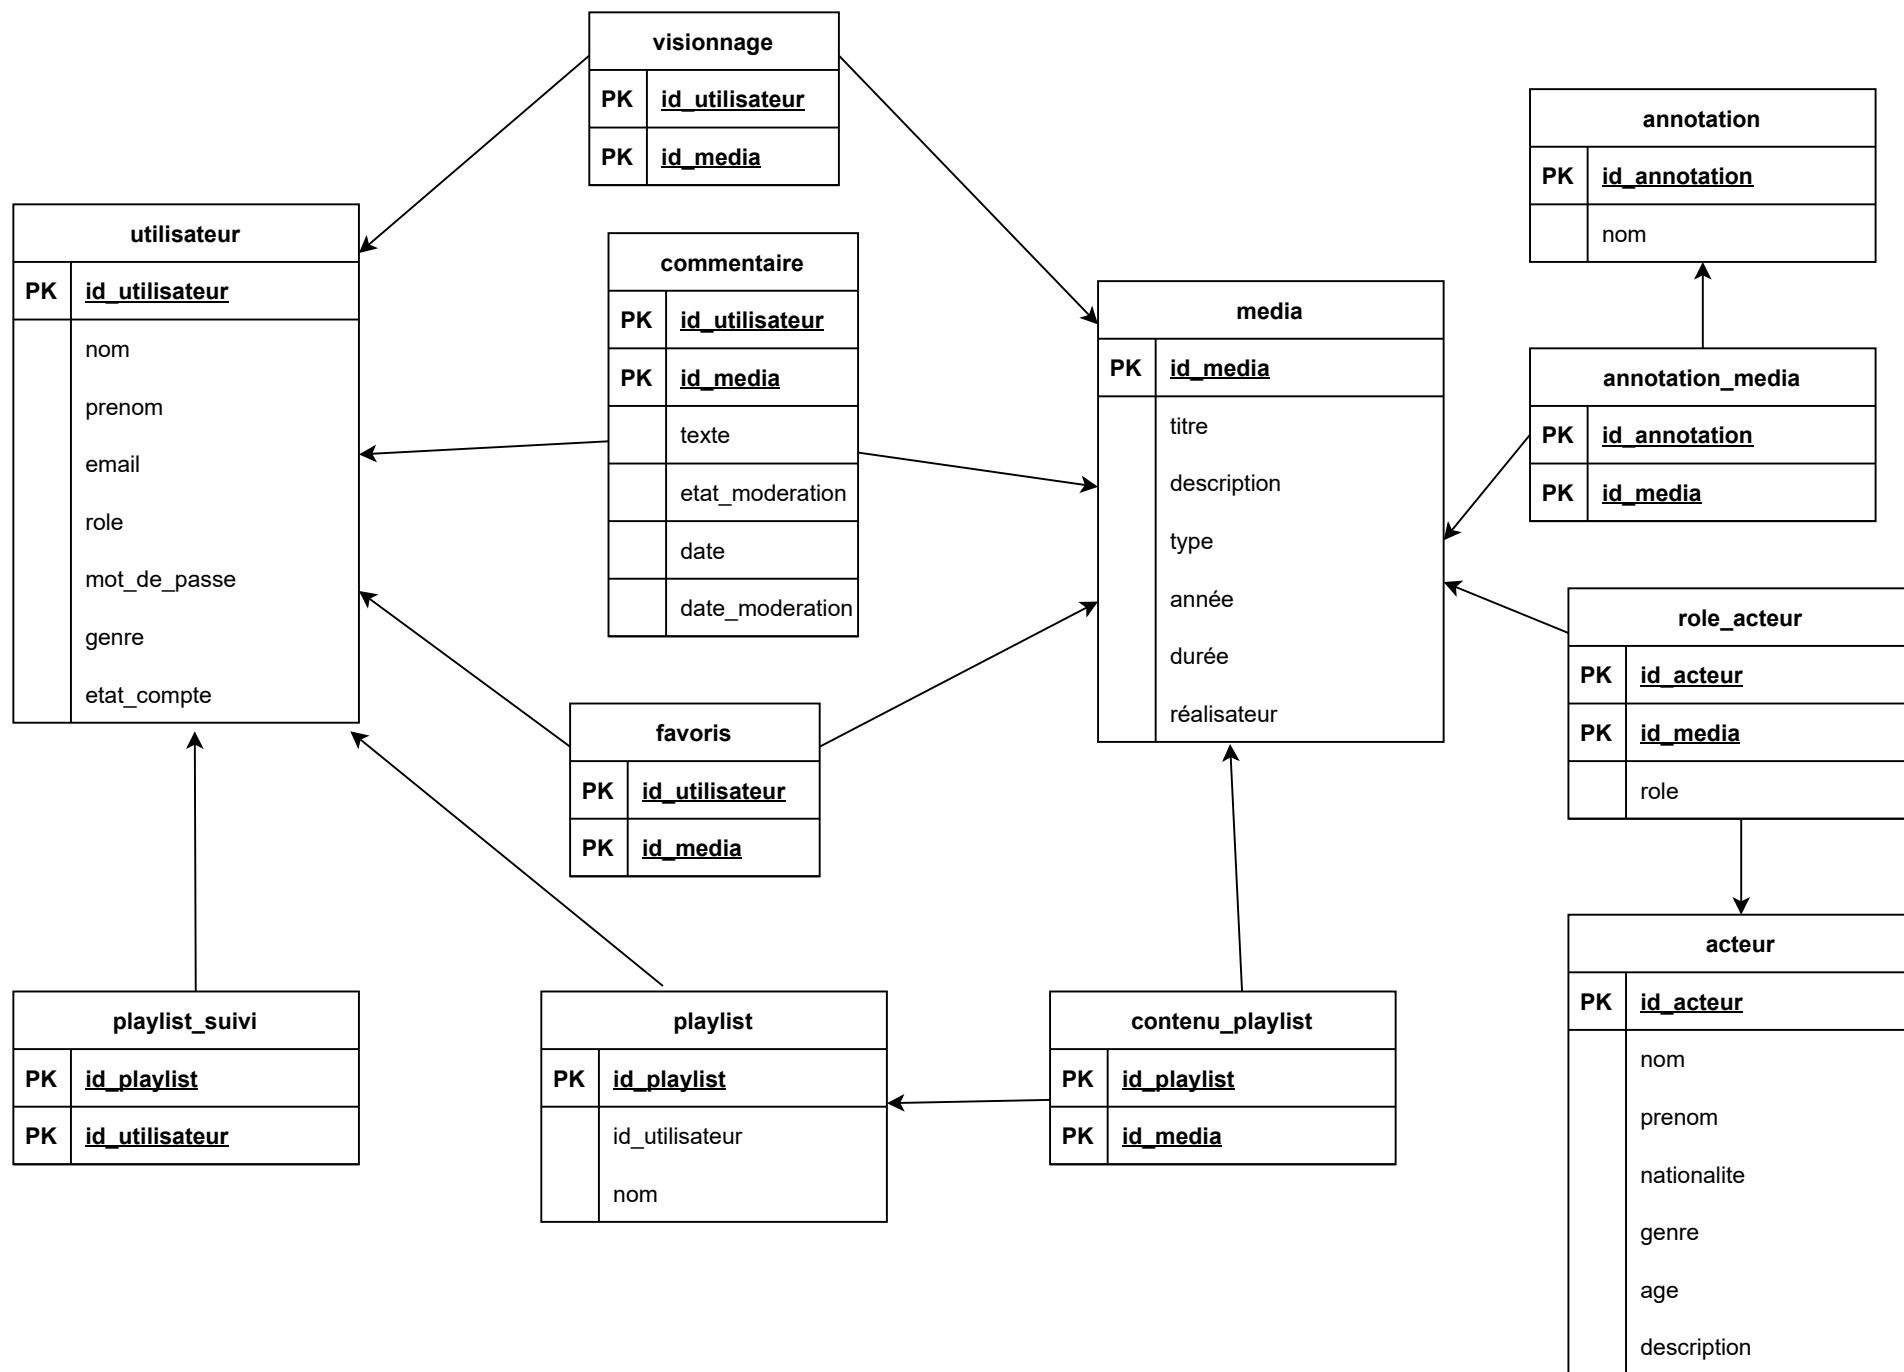 visionnage
PK id_utilisateur
PK id_media
annotation
PK id_annotation
nom
utilisateur
PK id_utilisateur
nom
prenom
email
role
mot_de_passe
genre
etat_compte
commentaire
PK id_utilisateur
PK id_media
texte
etat_moderation
date
date_moderation
media
PK id_media
titre
description
type
année
durée
réalisateur
annotation_media
PK id_annotation
PK id_media
role_acteur
PK id_acteur
PK id_media
role
favoris
PK id_utilisateur
PK id_media
acteur
PK id_acteur
nom
prenom
nationalite
genre
age
description
playlist_suivi
PK id_playlist
PK id_utilisateur
playlist
PK id_playlist
id_utilisateur
nom
contenu_playlist
PK id_playlist
PK id_media